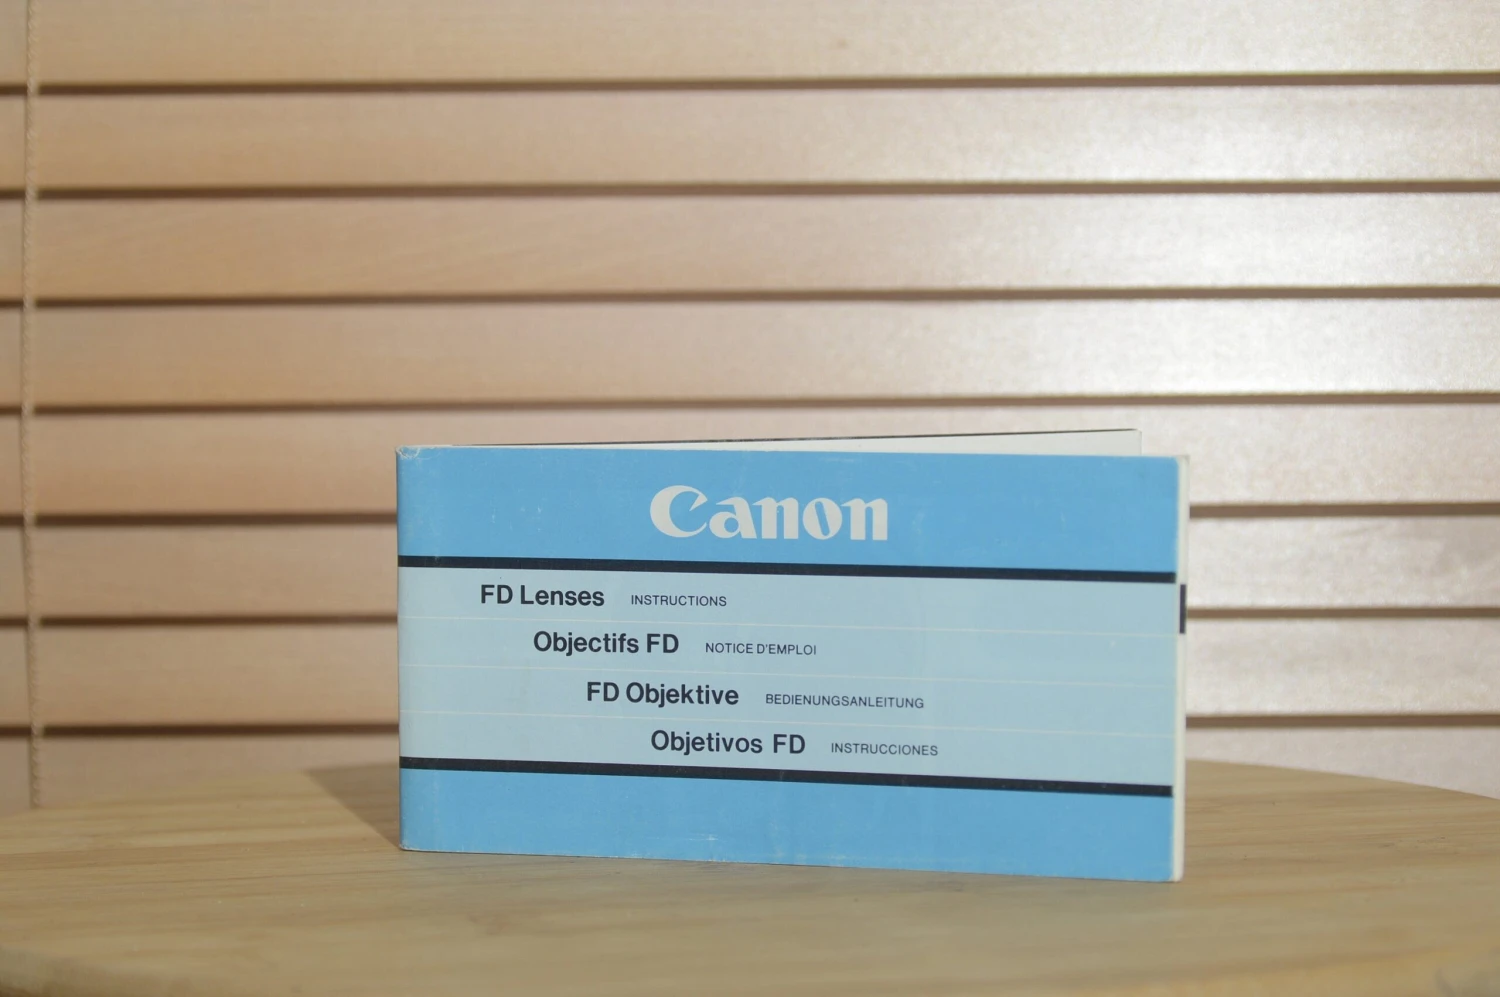 Canon
FD Lenses INSTRUCTIONS
Objectifs FD NOTICE D'EMPLOI
FD Objektive BEDIENUNGSANLEITUNG
Objetivos FD INSTRUCCIONES